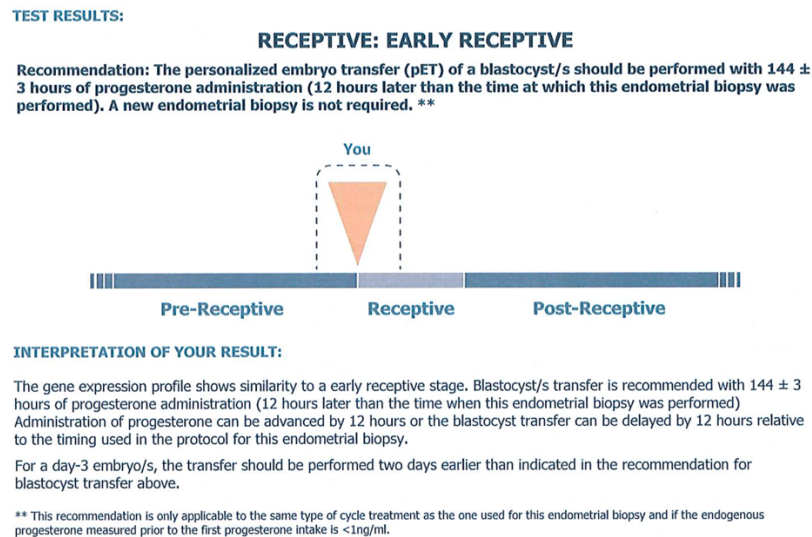 TEST RESULTS:
RECEPTIVE: EARLY RECEPTIVE
Recommendation: The personalized embryo transfer (pET) of a blastocyst/s should be performed with 144 ±
3 hours of progesterone administration (12 hours later than the time at which this endometrial biopsy was
performed). A new endometrial biopsy is not required. **
You
Pre-Receptive Receptive Post-Receptive
INTERPRETATION OF YOUR RESULT:
The gene expression profile shows similarity to a early receptive stage. Blastocyst/s transfer is recommended with 144 ± 3
hours of progesterone administration (12 hours later than the time when this endometrial biopsy was performed)
Administration of progesterone can be advanced by 12 hours or the blastocyst transfer can be delayed by 12 hours relative
to the timing used in the protocol for this endometrial biopsy.
For a day-3 embryo/s, the transfer should be performed two days earlier than indicated in the recommendation for
blastocyst transfer above.
** This recommendation is only applicable to the same type of cycle treatment as the one used for this endometrial biopsy and if the endogenous
progesterone measured prior to the first progesterone intake is <1ng/ml.